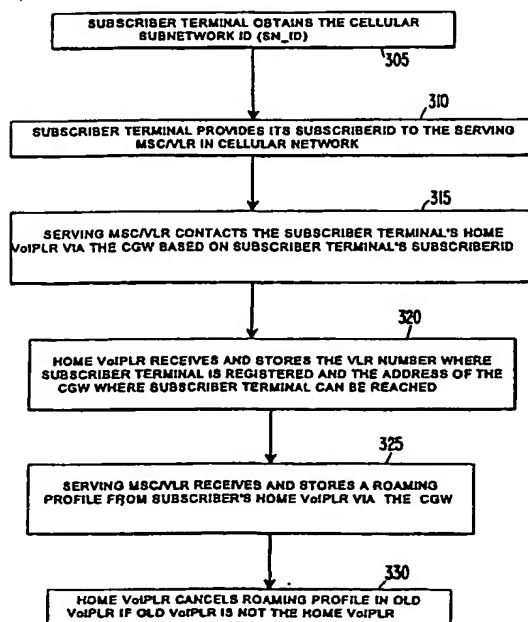 SUBSCRIBER TERMINAL OBTAINS THE CELLULAR
SUBNETWORK ID (SN_ID)
305
310
SUBSCRIBER TERMINAL PROVIDES ITS SUBSCRIBERID TO THE SERVING
MSC/VLR IN CELLULAR NETWORK
315
SERVING MSC/VLR CONTACTS THE SUBSCRIBER TERMINAL'S HOME
VoIPLR VIA THE CGW BASED ON SUBSCRIBER TERMINAL'S SUBSCRIBERID
320
HOME VoIPLR RECEIVES AND STORES THE VLR NUMBER WHERE
SUBSCRIBER TERMINAL IS REGISTERED AND THE ADDRESS OF THE
CGW WHERE SUBSCRIBER TERMINAL CAN BE REACHED
325
SERVING MSC/VLR RECEIVES AND STORES A ROAMING
PROFILE FROM SUBSCRIBER'S HOME VoIPLR VIA THE CGW
330
HOME VoIPLR CANCELS ROAMING PROFILE IN OLD
VoIPLR IF OLD VoIPLR IS NOT THE HOME VoIPLR